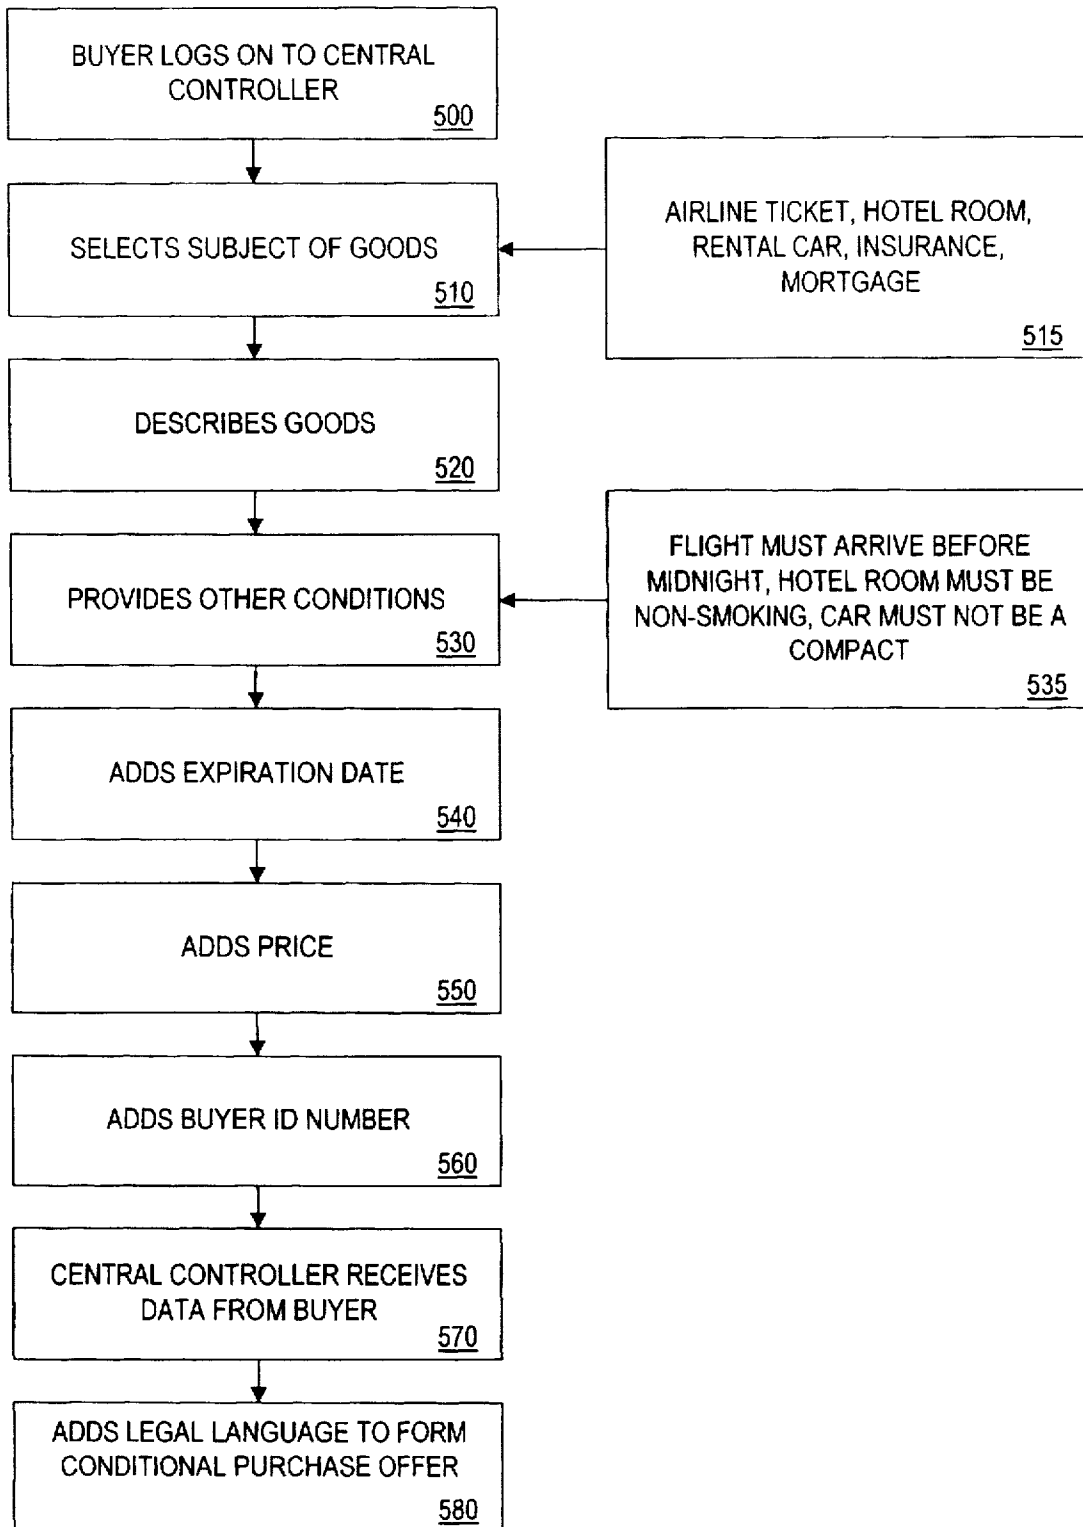 BUYER LOGS ON TO CENTRAL
CONTROLLER
500
SELECTS SUBJECT OF GOODS
510
AIRLINE TICKET, HOTEL ROOM,
RENTAL CAR, INSURANCE,
MORTGAGE
515
DESCRIBES GOODS
520
PROVIDES OTHER CONDITIONS
530
FLIGHT MUST ARRIVE BEFORE
MIDNIGHT, HOTEL ROOM MUST BE
NON-SMOKING, CAR MUST NOT BE A
COMPACT
535
ADDS EXPIRATION DATE
540
ADDS PRICE
550
ADDS BUYER ID NUMBER
560
CENTRAL CONTROLLER RECEIVES
DATA FROM BUYER
570
ADDS LEGAL LANGUAGE TO FORM
CONDITIONAL PURCHASE OFFER
580